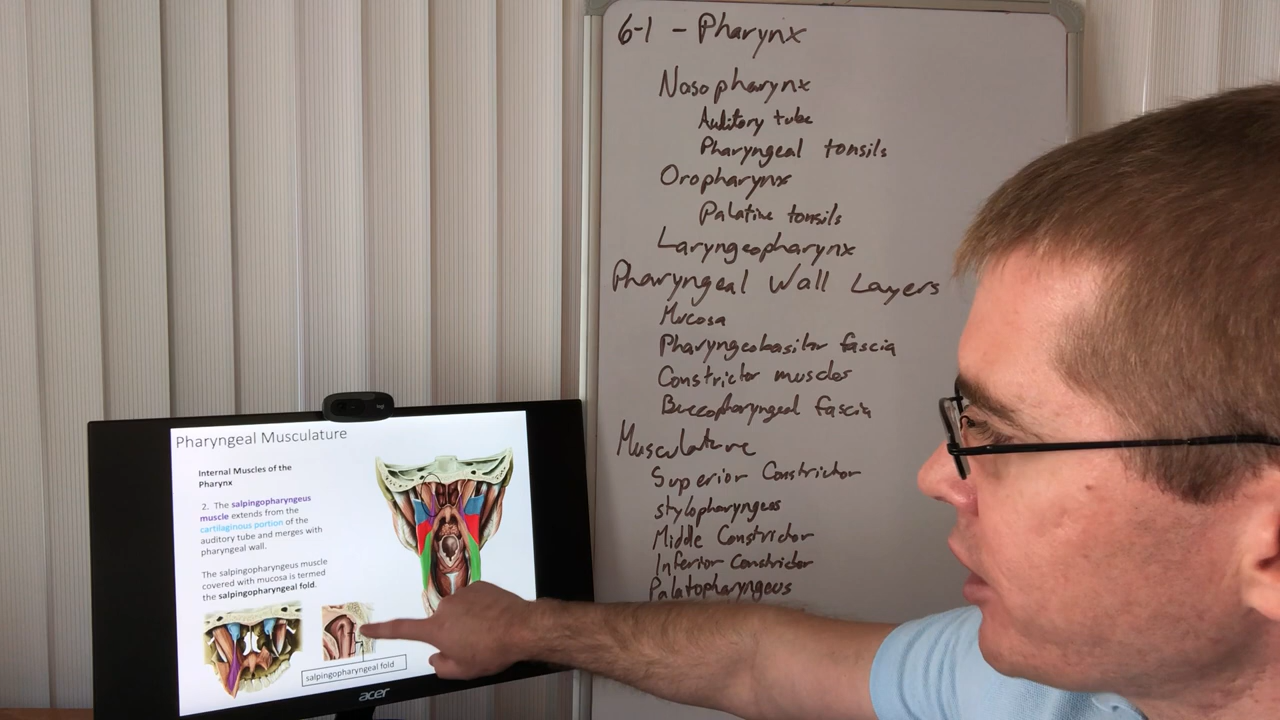 6-1 - Pharynx
Nasopharynx
Auditory tube
Pharyngeal tonsils
Oropharynx
Palatine tonsils
Laryngeopharynx
Pharyngeal Wall Layers
Mucosa
Pharyngeobasilar fascia
Constrictor muscles
Buccopharyngeal fascia
Musculature
Superior Constrictor
Stylopharyngeus
Middle Constrictor
Inferior Constrictor
Palatopharyngeus
Pharyngeal Musculature
Internal Muscles of the
Pharynx
2. The salpingopharyngeus
muscle extends from the
cartilaginous portion of the
auditory tube and merges with
pharyngeal wall.
The salpingopharyngeus muscle
covered with mucosa is termed
the salpingopharyngeal fold.
salpingopharyngeal fold
acer